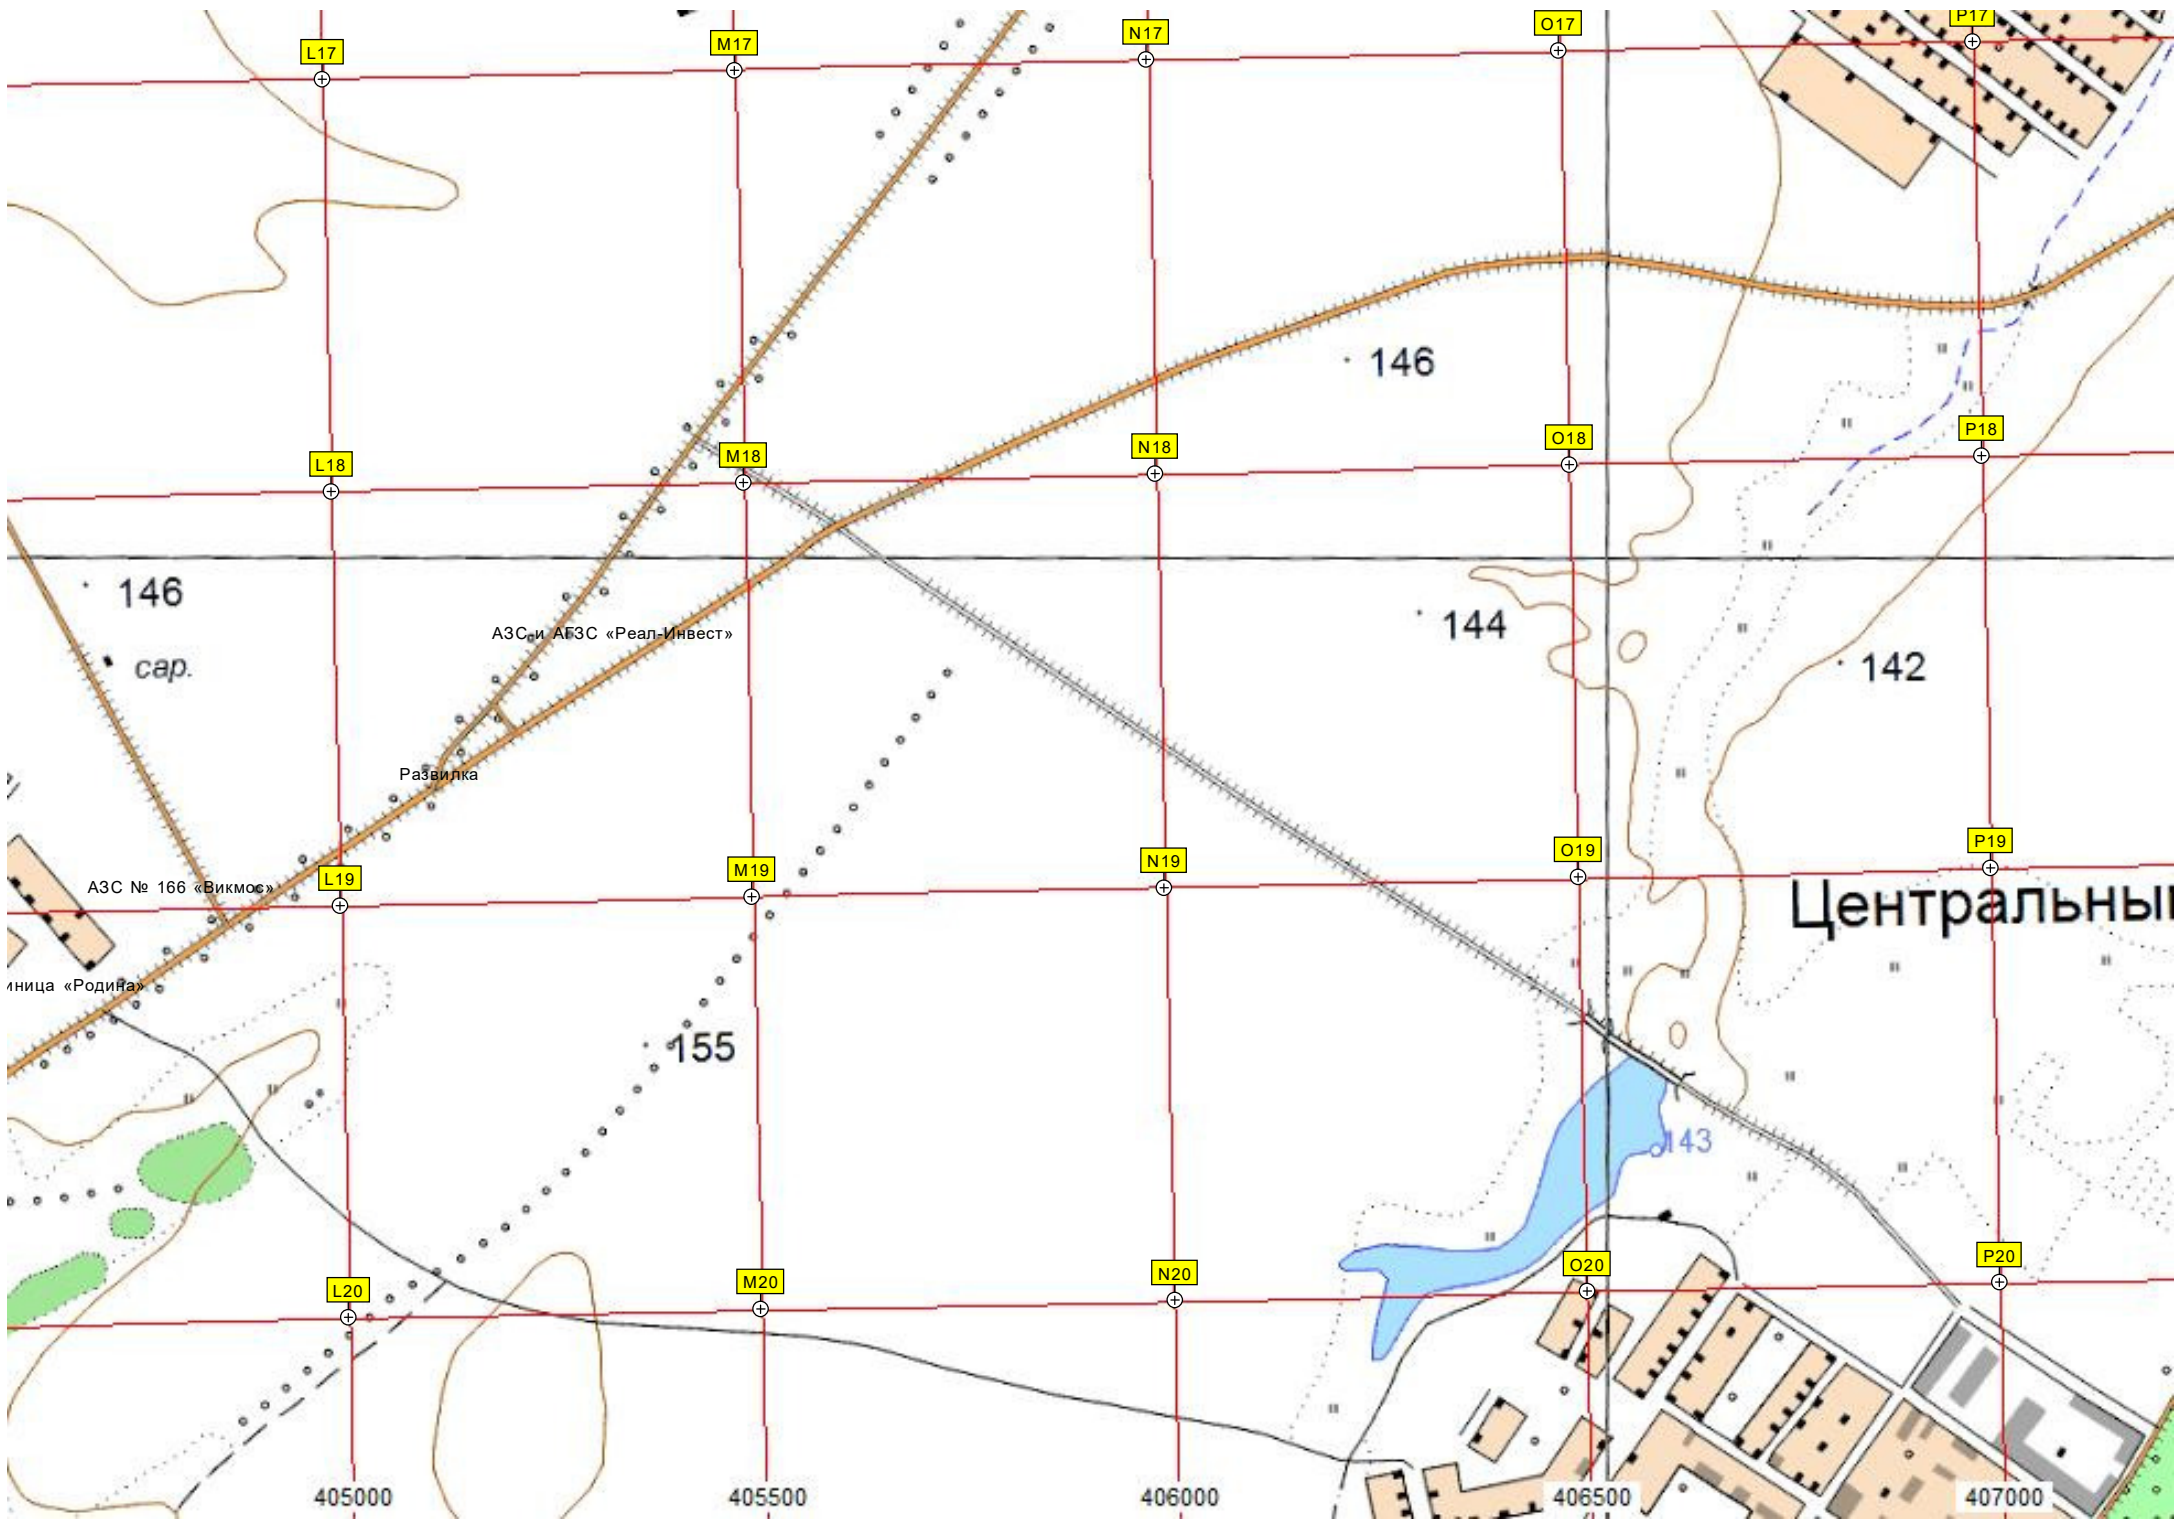 L17
M17
N17
O17
P17
146
L18
M18
N18
O18
P18
146
сар.
АЗС и АГЗС «Реал-Инвест»
144
142
Развилка
АЗС № 166 «Викмос»
L19
M19
N19
O19
P19
Центральны
иница «Родина»
155
143
L20
M20
N20
O20
P20
405000
405500
406000
406500
407000